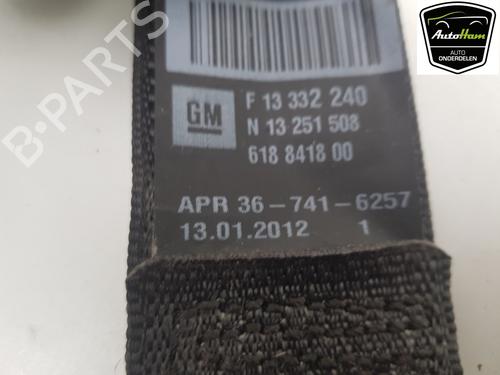 AutoHam
AUTO
ONDERDELEN
B-PARTS
GM
F 13 332 240
N 13 251 508
618 8418 00
APR 36-741-6257
13.01.2012 1